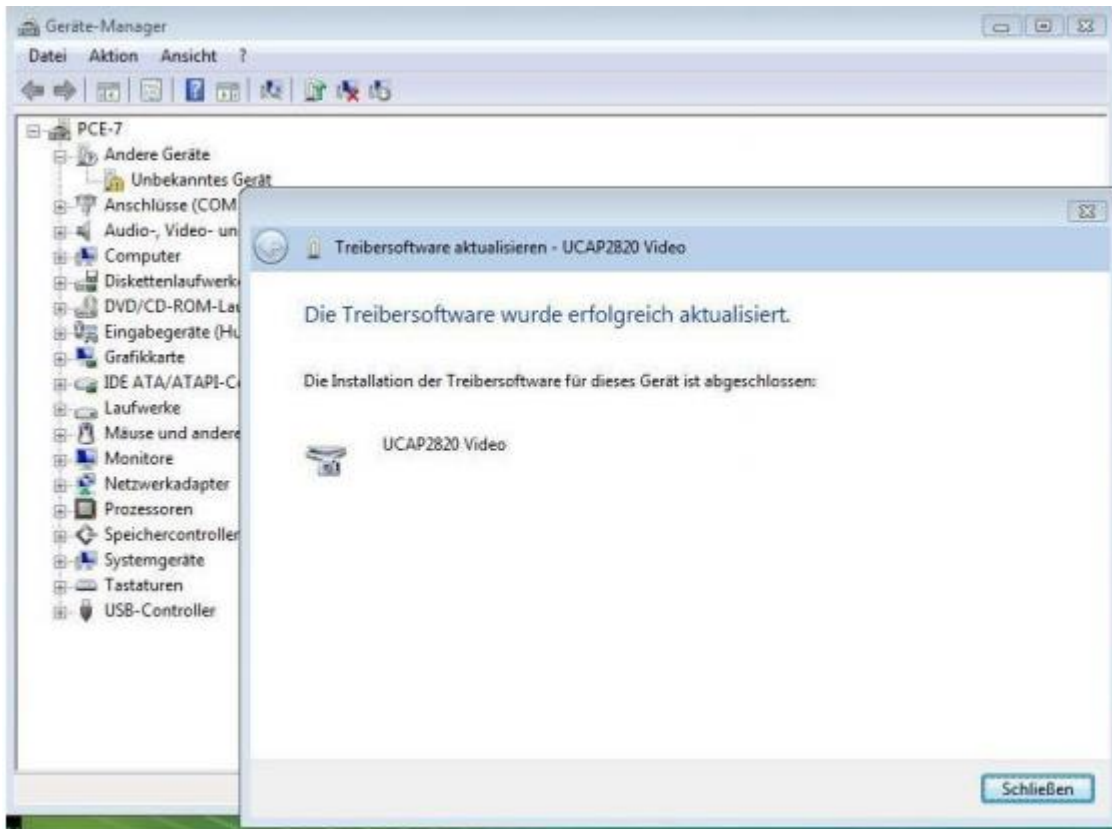 Geräte-Manager
Datei Aktion Ansicht ?
PCE-7
Andere Geräte
Unbekanntes Gerät
Anschlüsse (COM
Audio-, Video- un
Computer
Diskettenlaufwerk
DVD/CD-ROM-Lau
Eingabegeräte (Hu
Grafikkarte
IDE ATA/ATAPI-C
Laufwerke
Mäuse und andere
Monitore
Netzwerkadapter
Prozessoren
Speichercontroller
Systemgeräte
Tastaturen
USB-Controller
Treibersoftware aktualisieren - UCAP2820 Video
Die Treibersoftware wurde erfolgreich aktualisiert.
Die Installation der Treibersoftware für dieses Gerät ist abgeschlossen:
UCAP2820 Video
Schließen